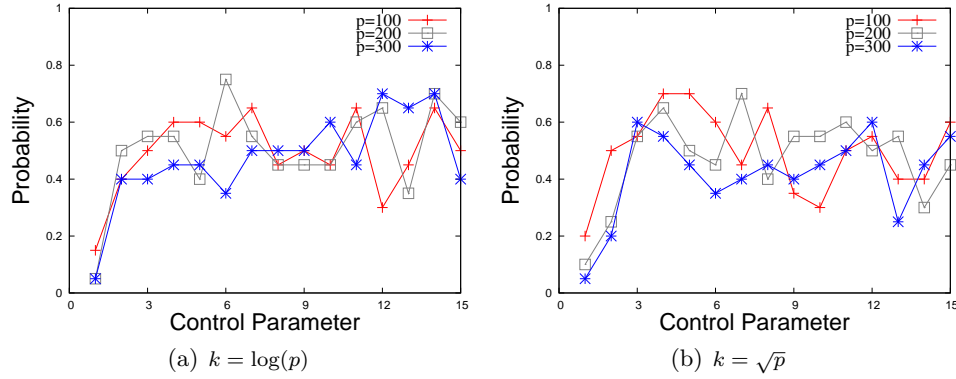 p=100
p=200
p=300
1
0.8
0.6
0.4
0.2
0
Probability
0 3 6 9 12 15
Control Parameter
(a) k = log(p)
p=100
p=200
p=300
1
0.8
0.6
0.4
0.2
0
Probability
0 3 6 9 12 15
Control Parameter
(b) k = √p